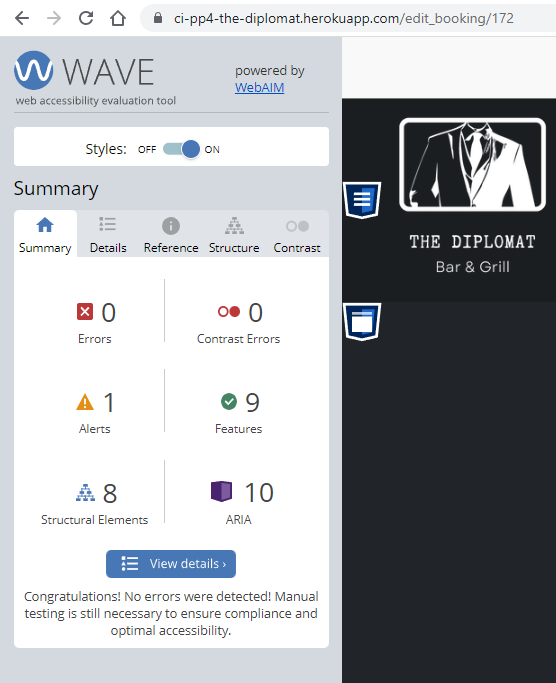 ci-pp4-the-diplomat.herokuapp.com/edit_booking/172
WAVE
web accessibility evaluation tool
powered by
WebAIM
Styles: OFF ON
Summary
Summary Details Reference Structure Contrast
0 0
Errors Contrast Errors
1 9
Alerts Features
8 10
Structural Elements ARIA
View details ›
Congratulations! No errors were detected! Manual
testing is still necessary to ensure compliance and
optimal accessibility.
THE DIPLOMAT
Bar & Grill